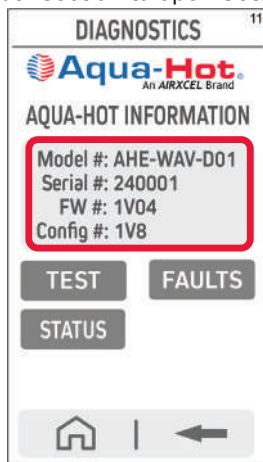 DIAGNOSTICS
11
Aqua-Hot®
An AIRXCEL Brand
AQUA-HOT INFORMATION
Model #: AHE-WAV-D01
Serial #: 240001
FW #: 1V04
Config #: 1V8
TEST
FAULTS
STATUS